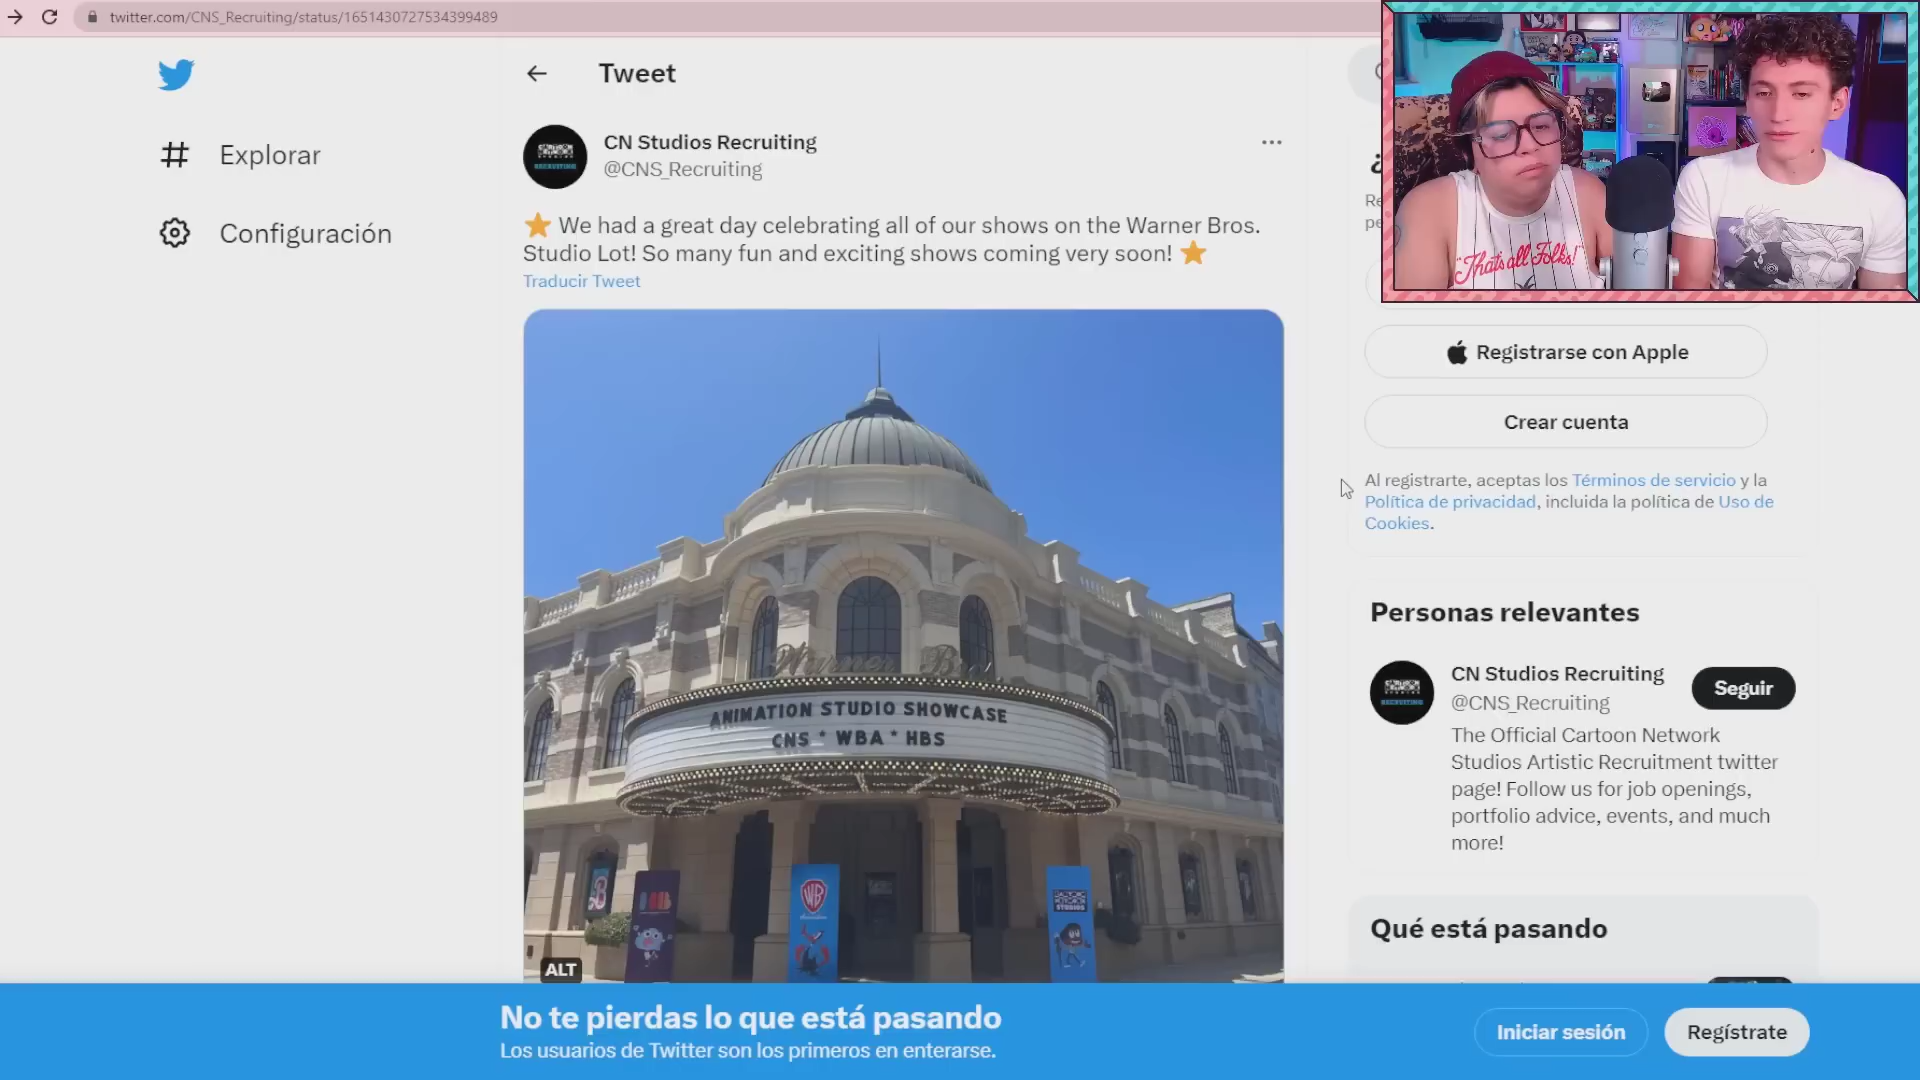 twitter.com/CNS_Recruiting/status/1651430727534399489
Tweet
Explorar
Configuración
CN Studios Recruiting
@CNS_Recruiting
⭐ We had a great day celebrating all of our shows on the Warner Bros.
Studio Lot! So many fun and exciting shows coming very soon! ⭐
Traducir Tweet
Warner Bros
ANIMATION STUDIO SHOWCASE
CNS * WBA * HBS
WB
ALT
"That's all Folks!"
Registrarse con Apple
Crear cuenta
Al registrarte, aceptas los Términos de servicio y la
Política de privacidad, incluida la política de Uso de
Cookies.
Personas relevantes
CN Studios Recruiting
@CNS_Recruiting
Seguir
The Official Cartoon Network
Studios Artistic Recruitment twitter
page! Follow us for job openings,
portfolio advice, events, and much
more!
Qué está pasando
No te pierdas lo que está pasando
Los usuarios de Twitter son los primeros en enterarse.
Iniciar sesión
Regístrate